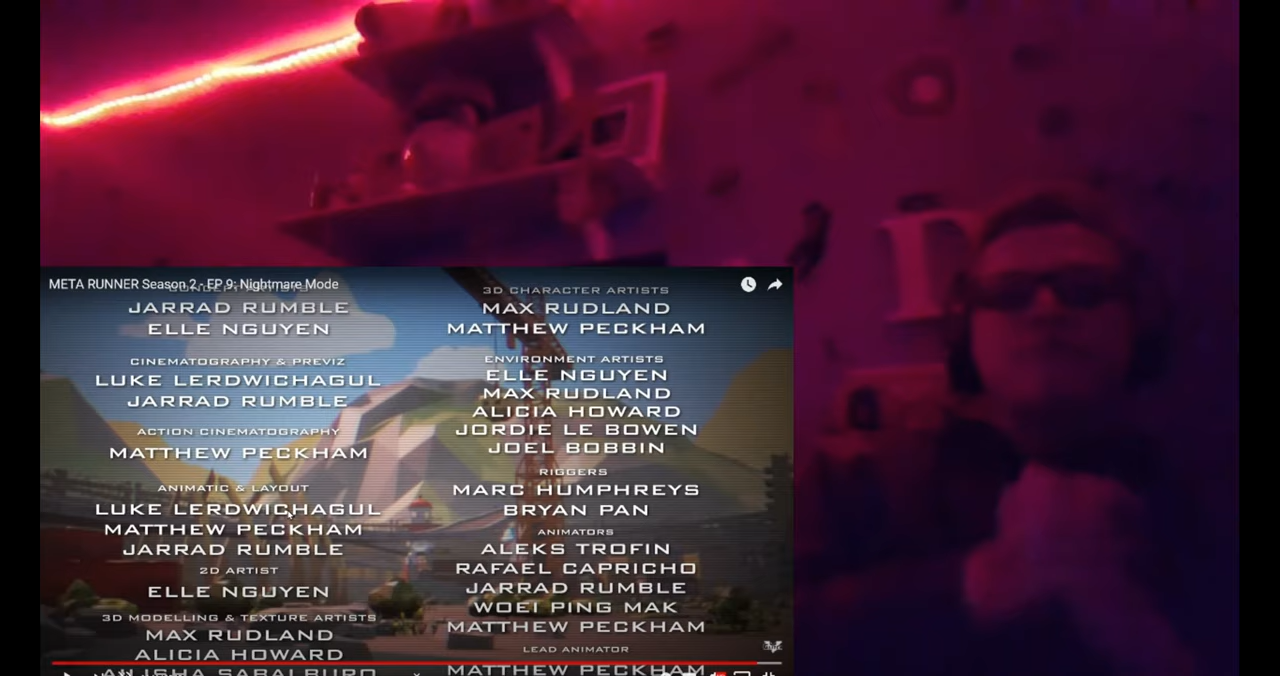 META RUNNER Season 2 - EP 9: Nightmare Mode
JARRAD RUMBLE
ELLE NGUYEN
CINEMATOGRAPHY & PREVIZ
LUKE LERDWICHAGUL
JARRAD RUMBLE
ACTION CINEMATOGRAPHY
MATTHEW PECKHAM
ANIMATIC & LAYOUT
LUKE LERDWICHAGUL
MATTHEW PECKHAM
JARRAD RUMBLE
2D ARTIST
ELLE NGUYEN
3D MODELLING & TEXTURE ARTISTS
MAX RUDLAND
ALICIA HOWARD
3D CHARACTER ARTISTS
MAX RUDLAND
MATTHEW PECKHAM
ENVIRONMENT ARTISTS
ELLE NGUYEN
MAX RUDLAND
ALICIA HOWARD
JORDIE LE BOWEN
JOEL BOBBIN
RIGGERS
MARC HUMPHREYS
BRYAN PAN
ANIMATORS
ALEKS TROFIN
RAFAEL CAPRICHO
JARRAD RUMBLE
WOEI PING MAK
MATTHEW PECKHAM
LEAD ANIMATOR
MATTHEW PECKHAM